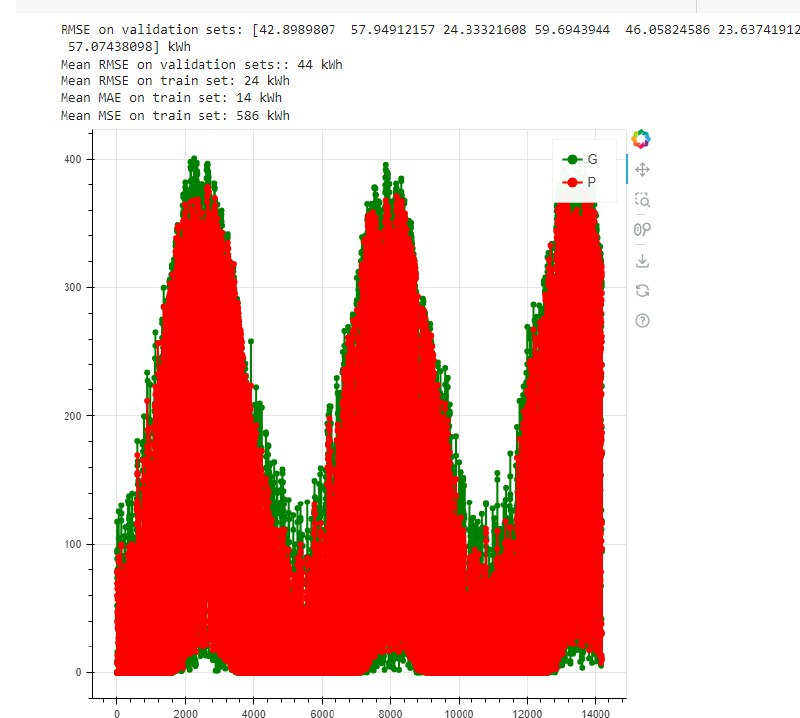 RMSE on validation sets: [42.8989807  57.94912157 24.33321608 59.6943944  46.05824586 23.63741912
 57.07438098] kWh
Mean RMSE on validation sets:: 44 kWh
Mean RMSE on train set: 24 kWh
Mean MAE on train set: 14 kWh
Mean MSE on train set: 586 kWh
400
G
P
300
200
100
0
0 2000 4000 6000 8000 10000 12000 14000